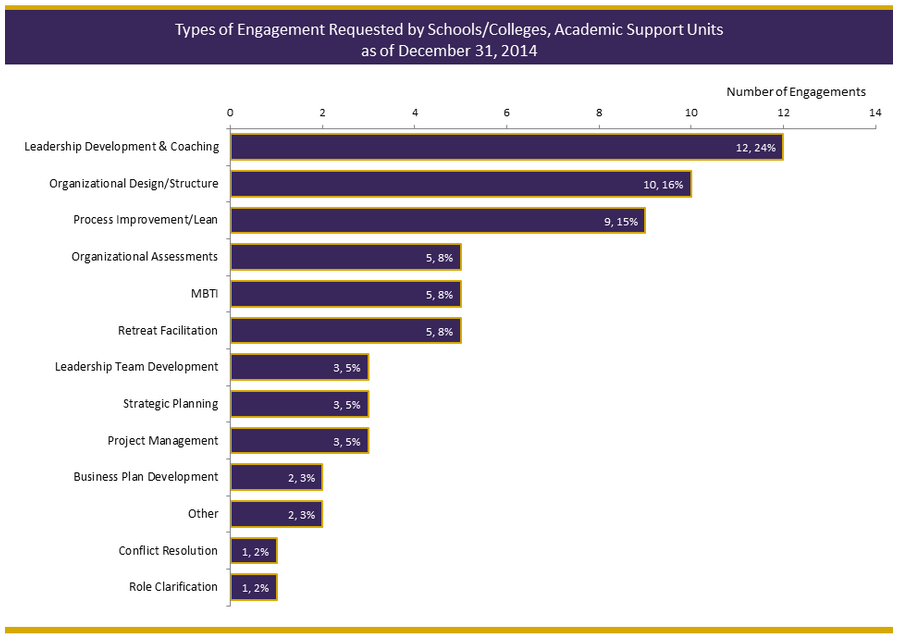 Types of Engagement Requested by Schools/Colleges, Academic Support Units
as of December 31, 2014
Number of Engagements
0 2 4 6 8 10 12 14
Leadership Development & Coaching 12, 24%
Organizational Design/Structure 10, 16%
Process Improvement/Lean 9, 15%
Organizational Assessments 5, 8%
MBTI 5, 8%
Retreat Facilitation 5, 8%
Leadership Team Development 3, 5%
Strategic Planning 3, 5%
Project Management 3, 5%
Business Plan Development 2, 3%
Other 2, 3%
Conflict Resolution 1, 2%
Role Clarification 1, 2%